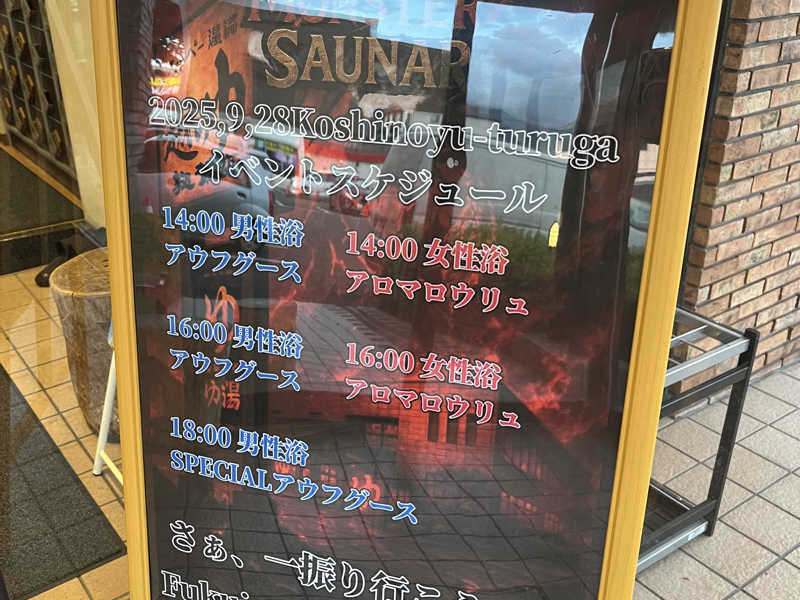 SAUNAR
2025,9,28Koshinoyu-turuga
イベントスケジュール
14:00 男性浴
アウフグース
14:00 女性浴
アロマロウリュ
16:00 男性浴
アウフグース
16:00 女性浴
アロマロウリュ
18:00 男性浴
SPECIALアウフグース
さぁ、一振り行こう
ゆ